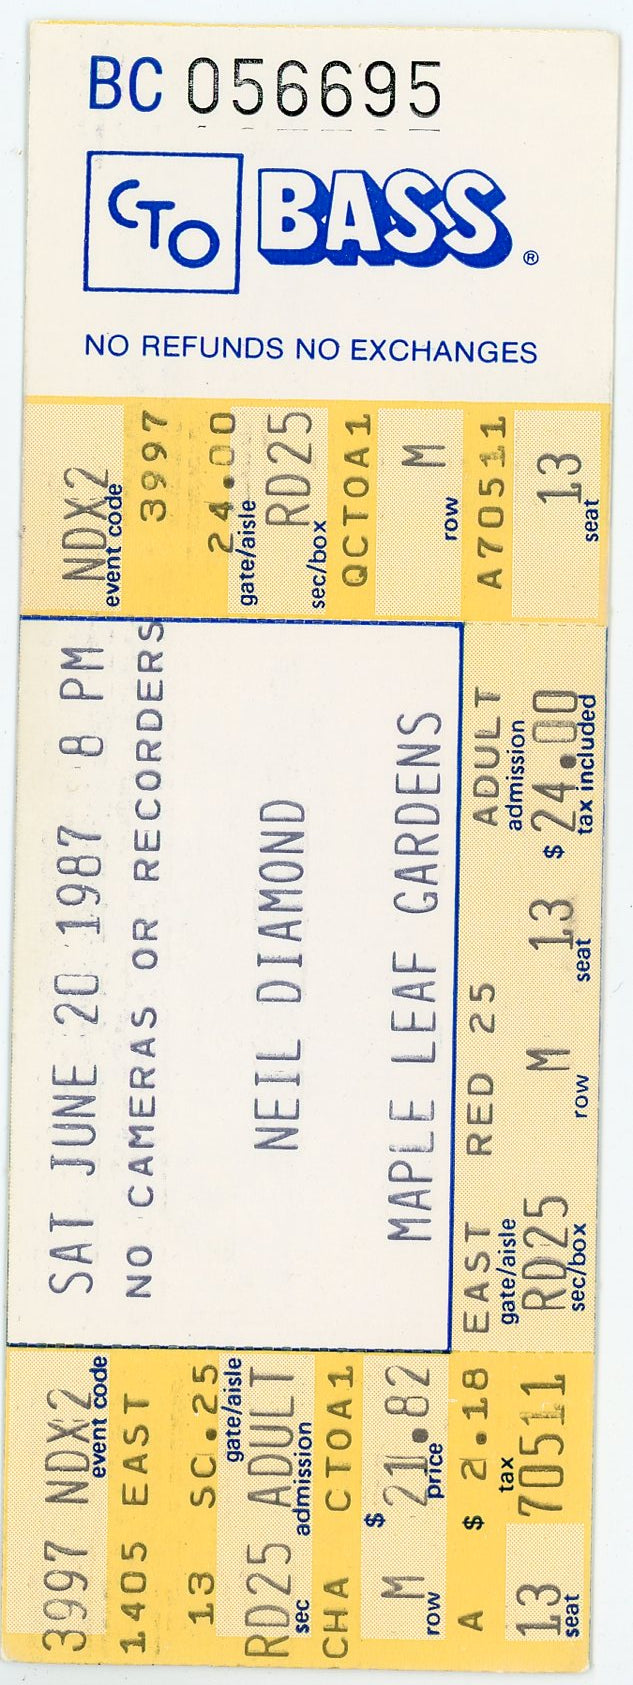 BC 056695
CTO BASS®
NO REFUNDS NO EXCHANGES
NDX2
event code
3997
24.00
gate/aisle
RD25
sec/box
QCTOA1
M
row
A70511
13
seat
SAT JUNE 20 1987 8 PM
NO CAMERAS OR RECORDERS
NEIL DIAMOND
MAPLE LEAF GARDENS
EAST RED 25 ADULT
gate/aisle admission
RD25 M 13 $24.00
sec/box row seat tax included
3997 NDX2
event code
1405 EAST
13 SC.25
gate/aisle
RD25 ADULT
sec admission
CHA CTOA1
M $ 21.82
row price
A $ 2.18
tax
13 70511
seat